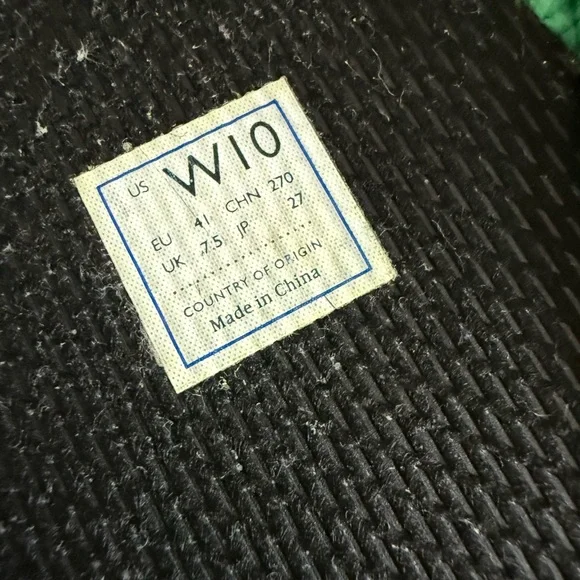 US W10
EU 41 CHN 270
UK 7.5 JP 27
COUNTRY OF ORIGIN
Made in China